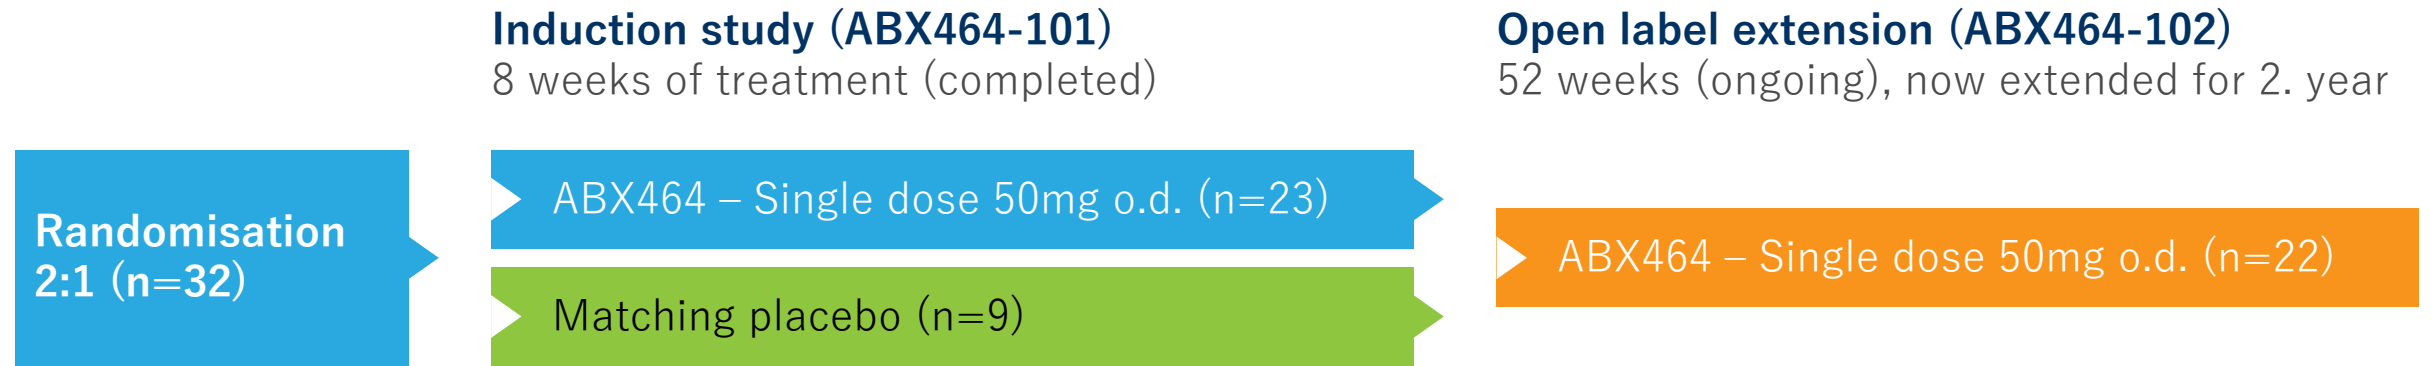 Induction study (ABX464-101)
8 weeks of treatment (completed)
Open label extension (ABX464-102)
52 weeks (ongoing), now extended for 2. year
Randomisation
2:1 (n=32)
ABX464 – Single dose 50mg o.d. (n=23)
Matching placebo (n=9)
ABX464 – Single dose 50mg o.d. (n=22)